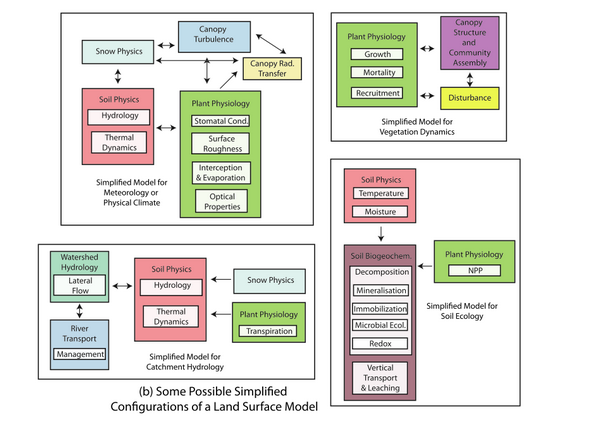 Canopy
Turbulence
Snow Physics
Canopy Rad.
Transfer
Soil Physics
Hydrology
Thermal
Dynamics
Plant Physiology
Stomatal Cond.
Surface
Roughness
Interception
& Evaporation
Optical
Properties
Simplified Model for
Meteorology or
Physical Climate
Plant Physiology
Growth
Mortality
Recruitment
Canopy
Structure
and
Community
Assembly
Disturbance
Simplified Model for
Vegetation Dynamics
Watershed
Hydrology
Lateral
Flow
River
Transport
Management
Soil Physics
Hydrology
Thermal
Dynamics
Snow Physics
Plant Physiology
Transpiration
Simplified Model for
Catchment Hydrology
Soil Physics
Temperature
Moisture
Soil Biogeochem.
Decomposition
Mineralisation
Immobilization
Microbial Ecol.
Redox
Vertical
Transport
& Leaching
Plant Physiology
NPP
Simplified Model for
Soil Ecology
(b) Some Possible Simplified
Configurations of a Land Surface Model